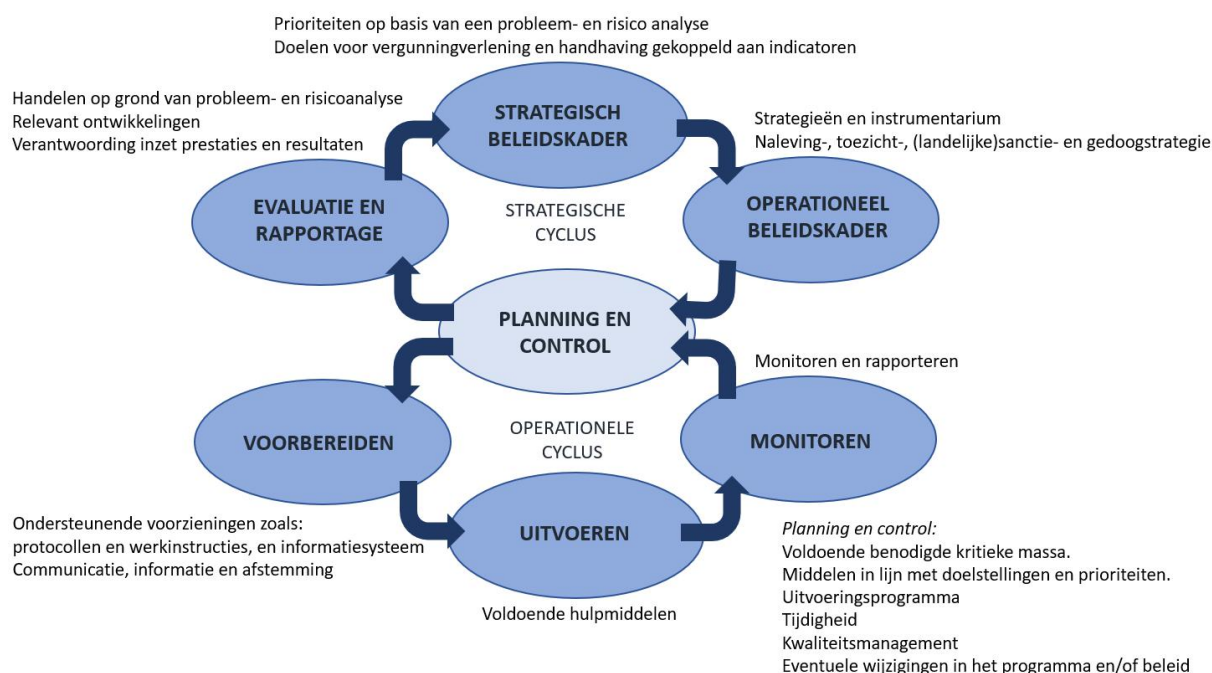 Prioriteiten op basis van een probleem- en risico analyse
Doelen voor vergunningverlening en handhaving gekoppeld aan indicatoren
Handelen op grond van probleem- en risicoanalyse
Relevant ontwikkelingen
Verantwoording inzet prestaties en resultaten
STRATEGISCH
BELEIDSKADER
Strategieën en instrumentarium
Naleving-, toezicht-, (landelijke)sanctie- en gedoogstrategie
EVALUATIE EN
RAPPORTAGE
STRATEGISCHE
CYCLUS
OPERATIONEEL
BELEIDSKADER
PLANNING EN
CONTROL
Monitoren en rapporteren
VOORBEREIDEN
OPERATIONELE
CYCLUS
MONITOREN
Ondersteunende voorzieningen zoals:
protocollen en werkinstructies, en informatiesysteem
Communicatie, informatie en afstemming
UITVOEREN
Voldoende hulpmiddelen
Planning en control:
Voldoende benodigde kritieke massa.
Middelen in lijn met doelstellingen en prioriteiten.
Uitvoeringsprogramma
Tijdigheid
Kwaliteitsmanagement
Eventuele wijzigingen in het programma en/of beleid